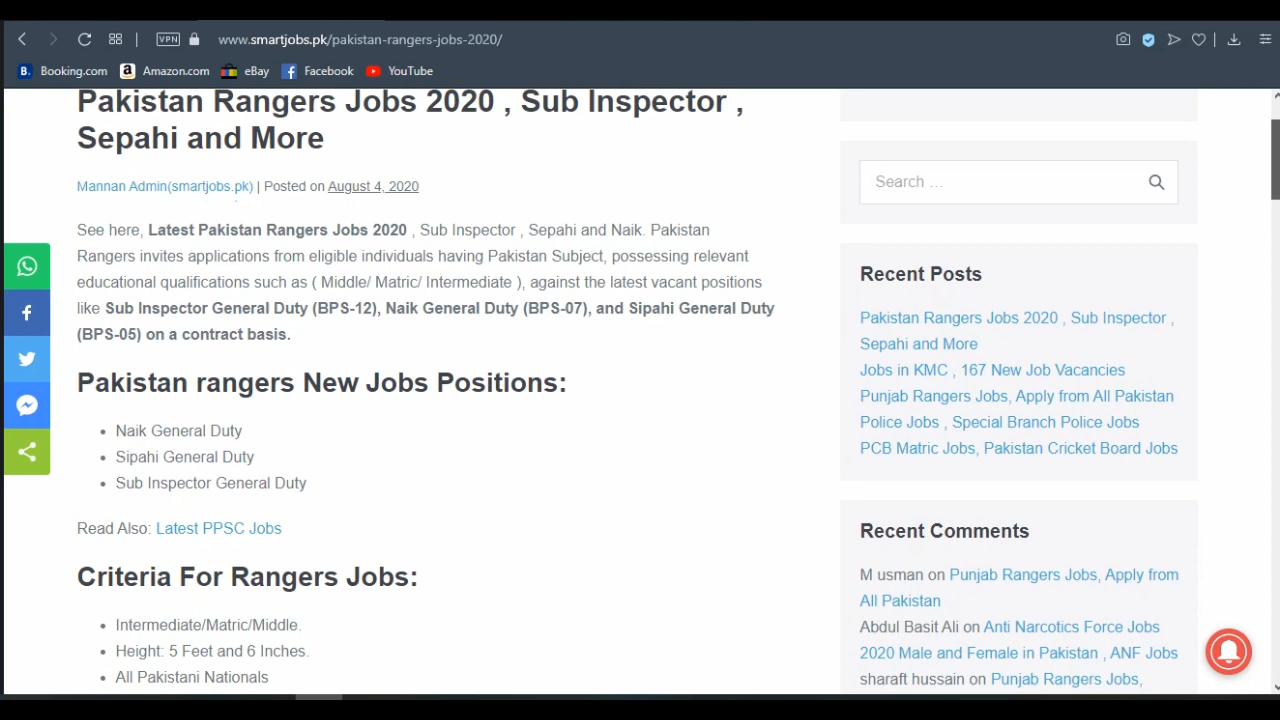 VPN
www.smartjobs.pk/pakistan-rangers-jobs-2020/
B. Booking.com
a Amazon.com
eBay
f Facebook
YouTube
Pakistan Rangers Jobs 2020 , Sub Inspector ,
Sepahi and More
Mannan Admin(smartjobs.pk) | Posted on August 4, 2020
See here, Latest Pakistan Rangers Jobs 2020 , Sub Inspector , Sepahi and Naik. Pakistan
Rangers invites applications from eligible individuals having Pakistan Subject, possessing relevant
educational qualifications such as ( Middle/ Matric/ Intermediate ), against the latest vacant positions
like Sub Inspector General Duty (BPS-12), Naik General Duty (BPS-07), and Sipahi General Duty
(BPS-05) on a contract basis.
Pakistan rangers New Jobs Positions:
• Naik General Duty
• Sipahi General Duty
• Sub Inspector General Duty
Read Also: Latest PPSC Jobs
Criteria For Rangers Jobs:
• Intermediate/Matric/Middle.
• Height: 5 Feet and 6 Inches.
• All Pakistani Nationals
Search …
Recent Posts
Pakistan Rangers Jobs 2020 , Sub Inspector ,
Sepahi and More
Jobs in KMC , 167 New Job Vacancies
Punjab Rangers Jobs, Apply from All Pakistan
Police Jobs , Special Branch Police Jobs
PCB Matric Jobs, Pakistan Cricket Board Jobs
Recent Comments
M usman on Punjab Rangers Jobs, Apply from
All Pakistan
Abdul Basit Ali on Anti Narcotics Force Jobs
2020 Male and Female in Pakistan , ANF Jobs
sharaft hussain on Punjab Rangers Jobs,